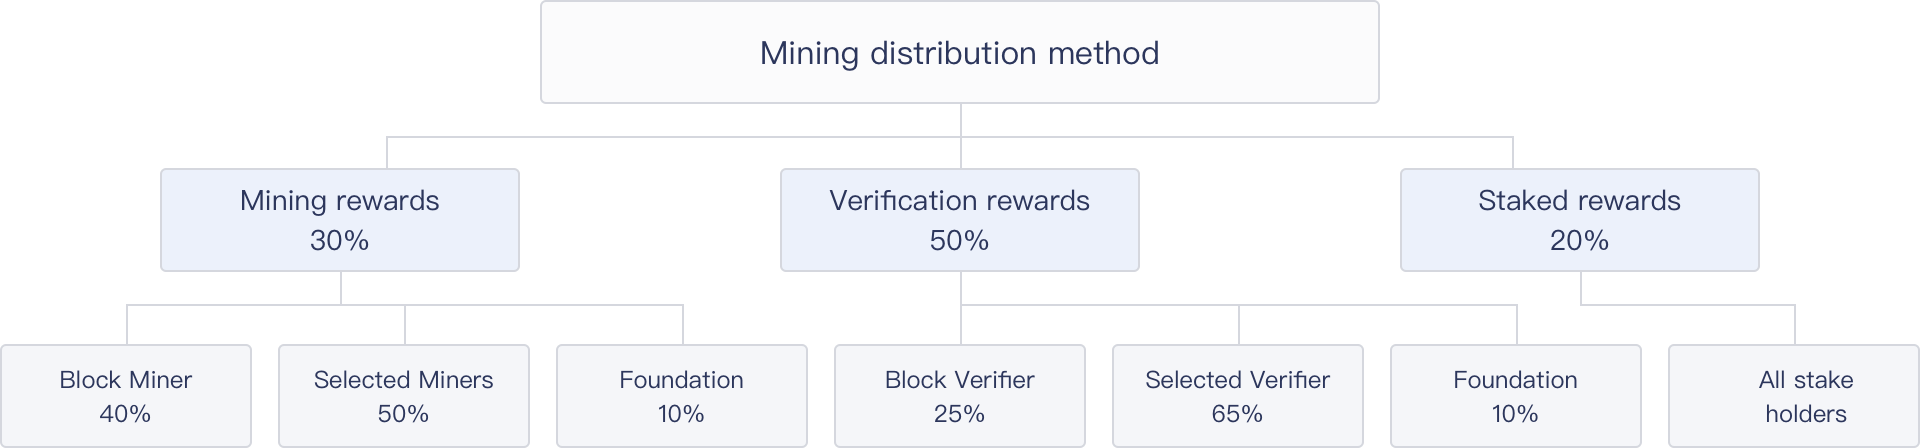 Mining distribution method
Mining rewards
30%
Verification rewards
50%
Staked rewards
20%
Block Miner
40%
Selected Miners
50%
Foundation
10%
Block Verifier
25%
Selected Verifier
65%
Foundation
10%
All stake
holders